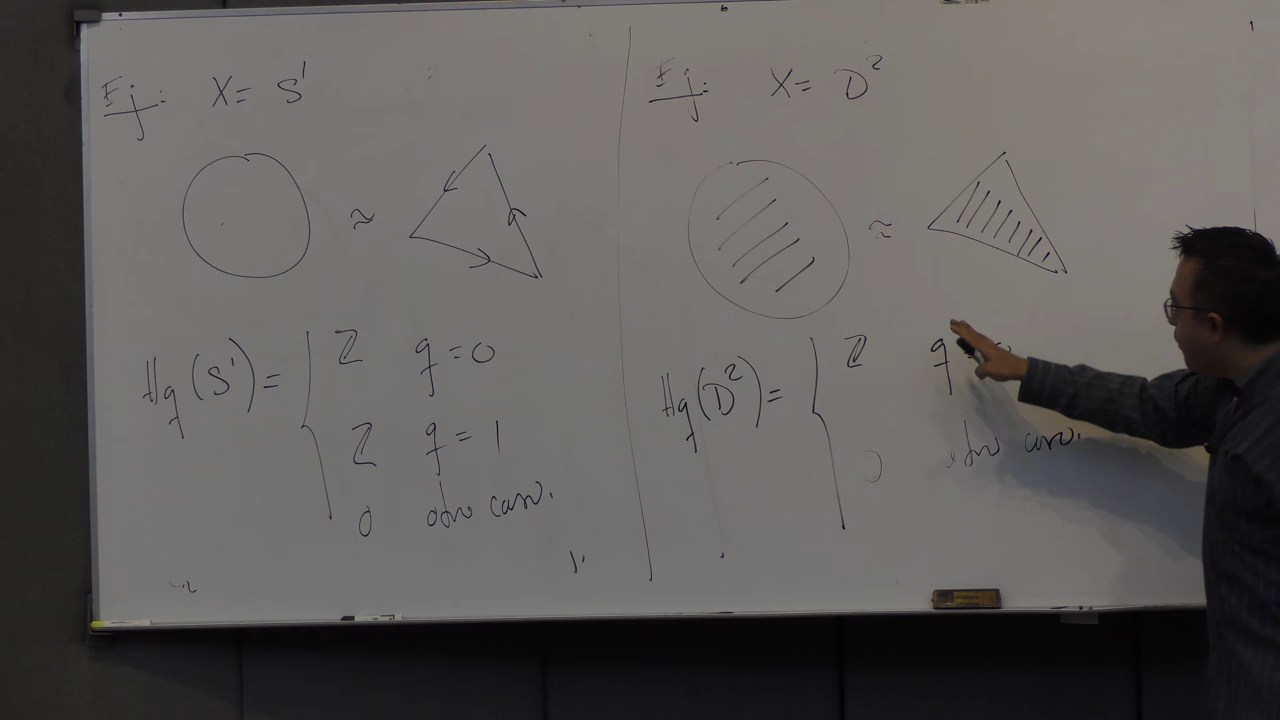 Ej: X = S¹
≈
Hq(S¹) = { ℤ q = 0
ℤ q = 1
0 otro caso.
Ej: X = D²
≈
Hq(D²) = { ℤ q
0 otro caso.